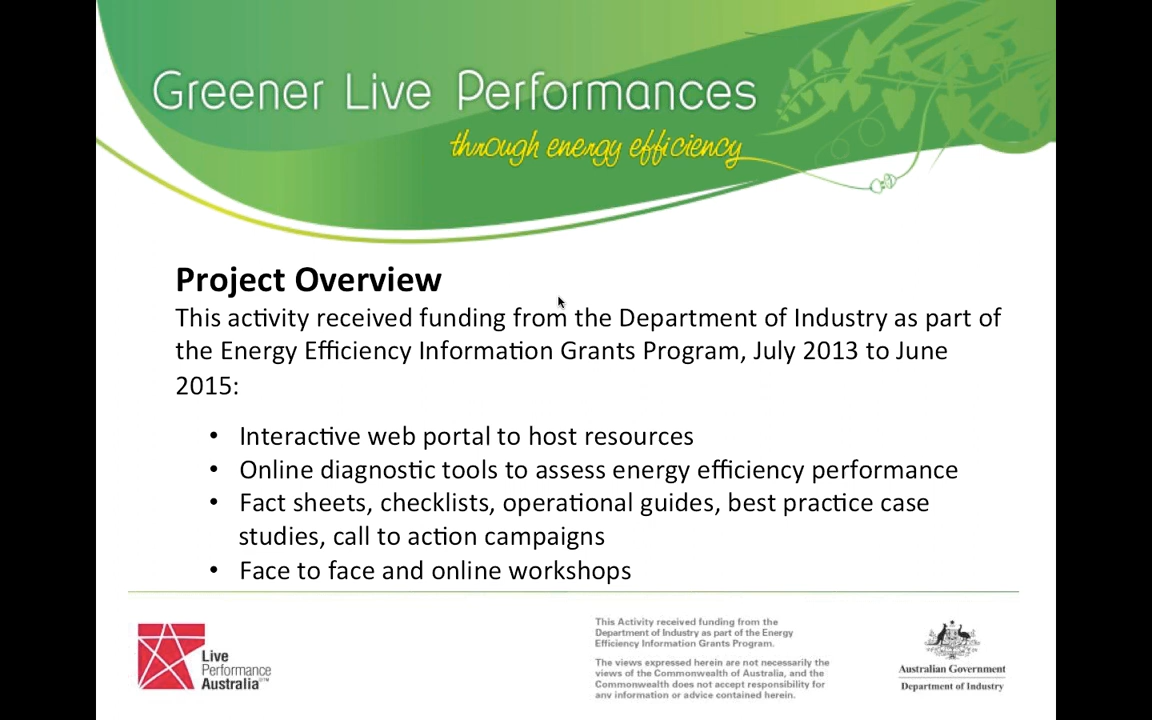 Greener Live Performances
through energy efficiency
Project Overview
This activity received funding from the Department of Industry as part of
the Energy Efficiency Information Grants Program, July 2013 to June
2015:
• Interactive web portal to host resources
• Online diagnostic tools to assess energy efficiency performance
• Fact sheets, checklists, operational guides, best practice case
studies, call to action campaigns
• Face to face and online workshops
Live
Performance
Australia™
This Activity received funding from the
Department of Industry as part of the Energy
Efficiency Information Grants Program.
The views expressed herein are not necessarily the
views of the Commonwealth of Australia, and the
Commonwealth does not accept responsibility for
any information or advice contained herein.
Australian Government
Department of Industry